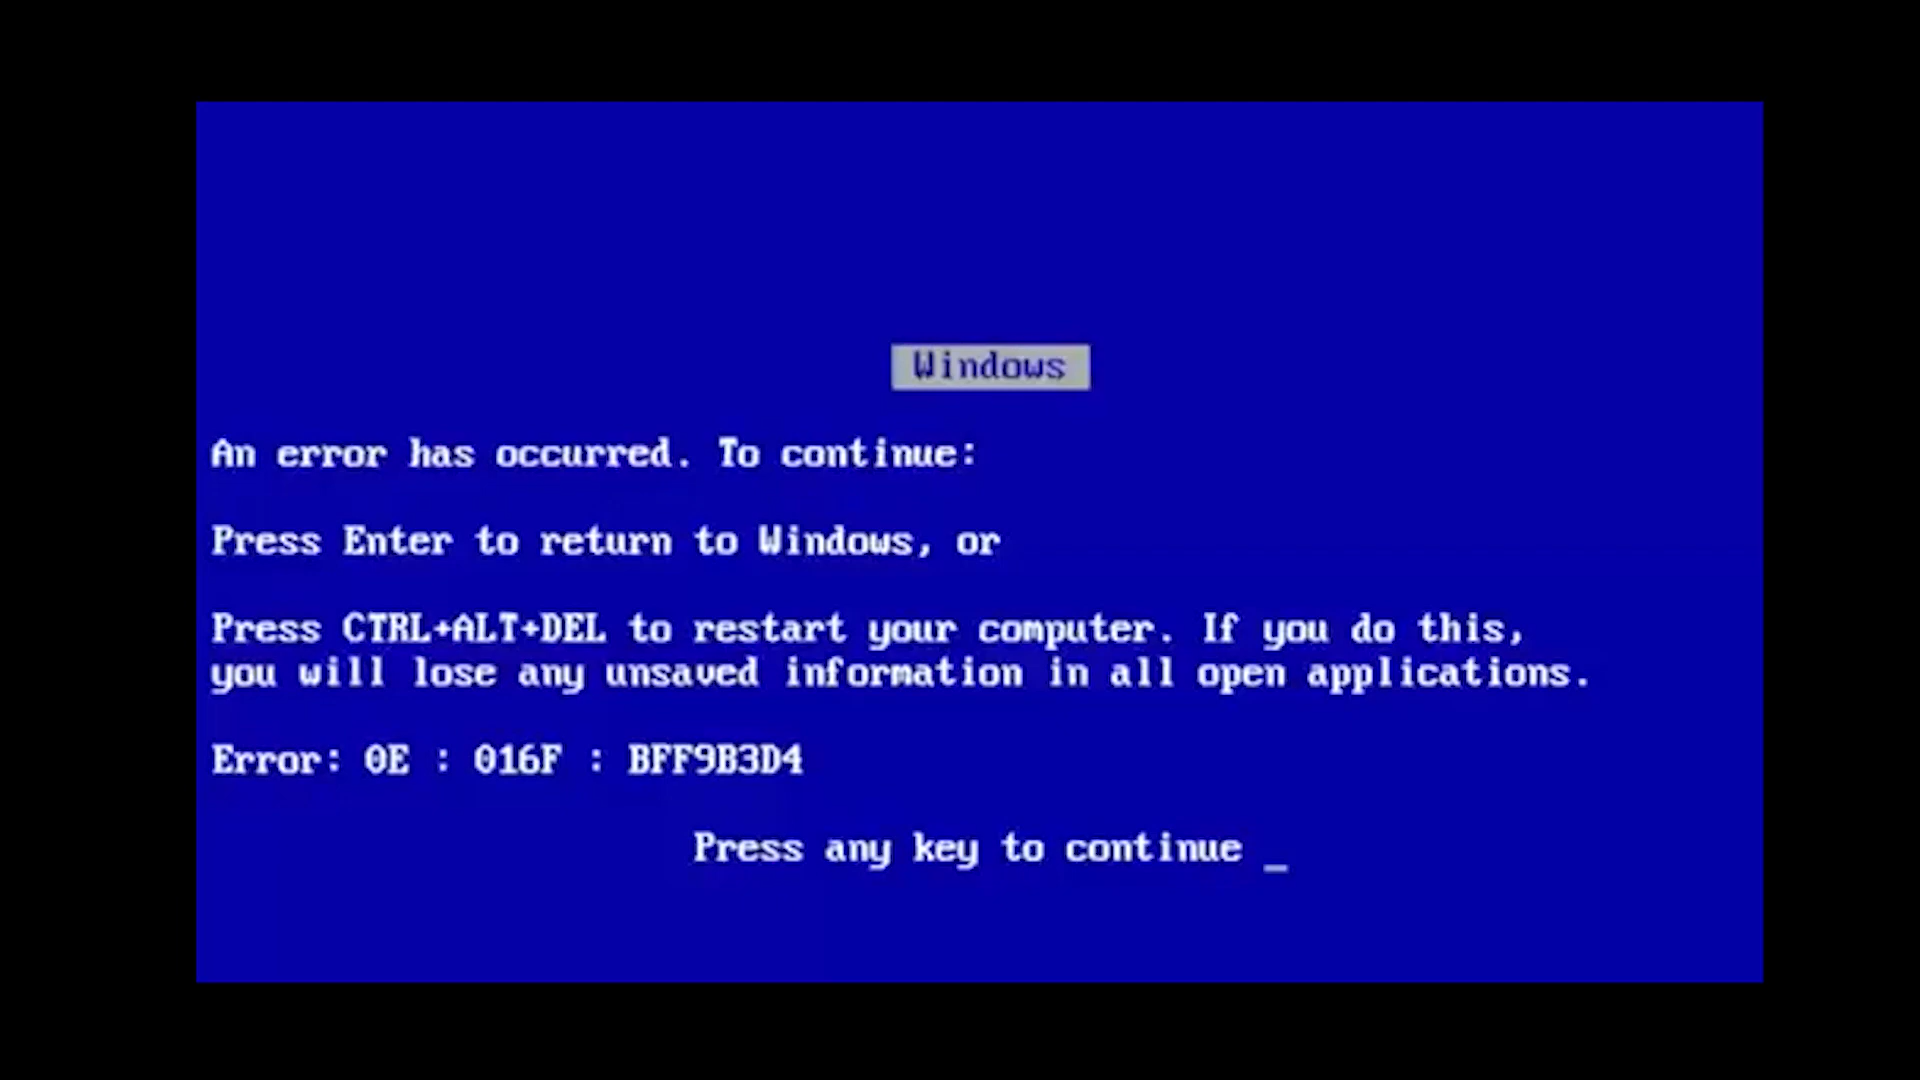 Windows
An error has occurred. To continue:
Press Enter to return to Windows, or
Press CTRL+ALT+DEL to restart your computer. If you do this,
you will lose any unsaved information in all open applications.
Error: 0E : 016F : BFF9B3D4
Press any key to continue _